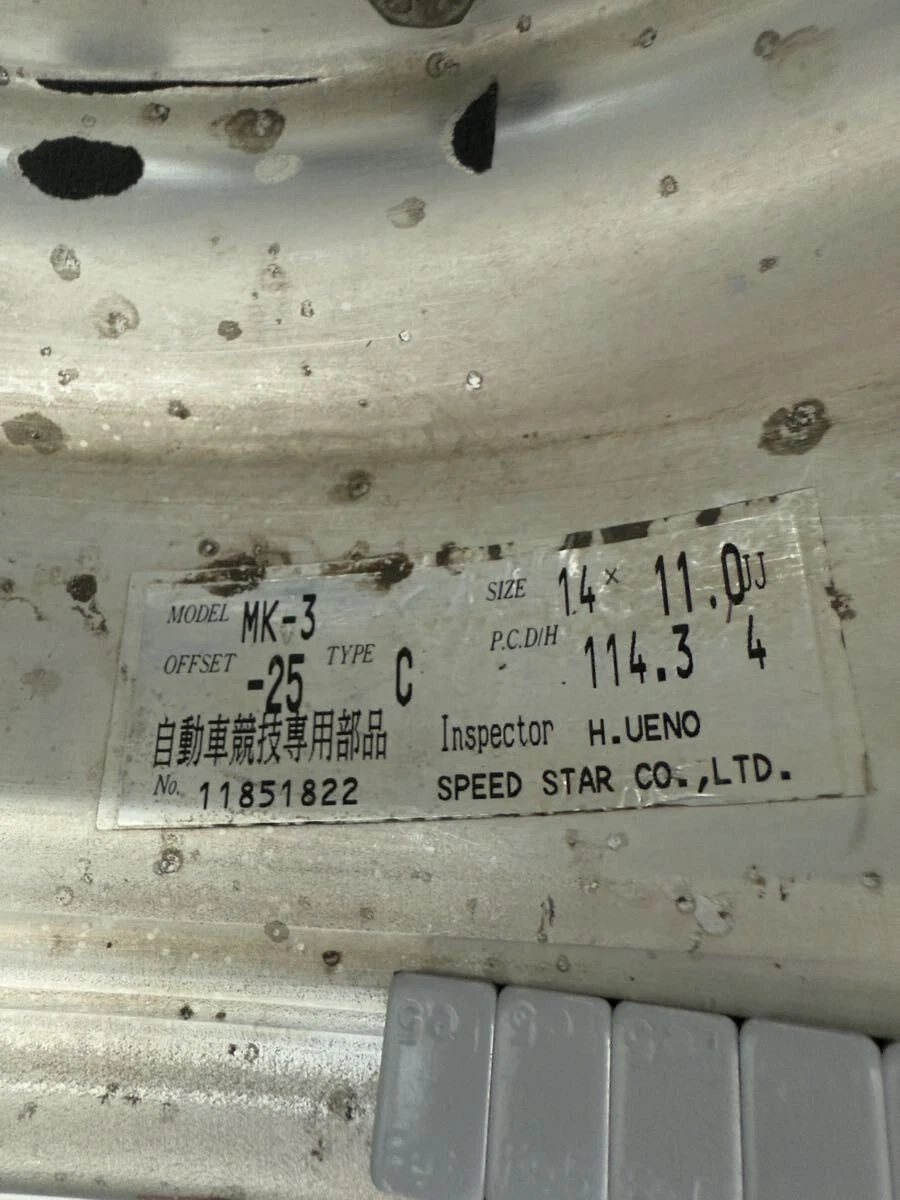 MODEL MK-3 SIZE 14 × 11.0JJ
OFFSET -25 TYPE C P.C.D/H 114.3 4
自動車競技専用部品 Inspector H.UENO
No. 11851822 SPEED STAR CO.,LTD.